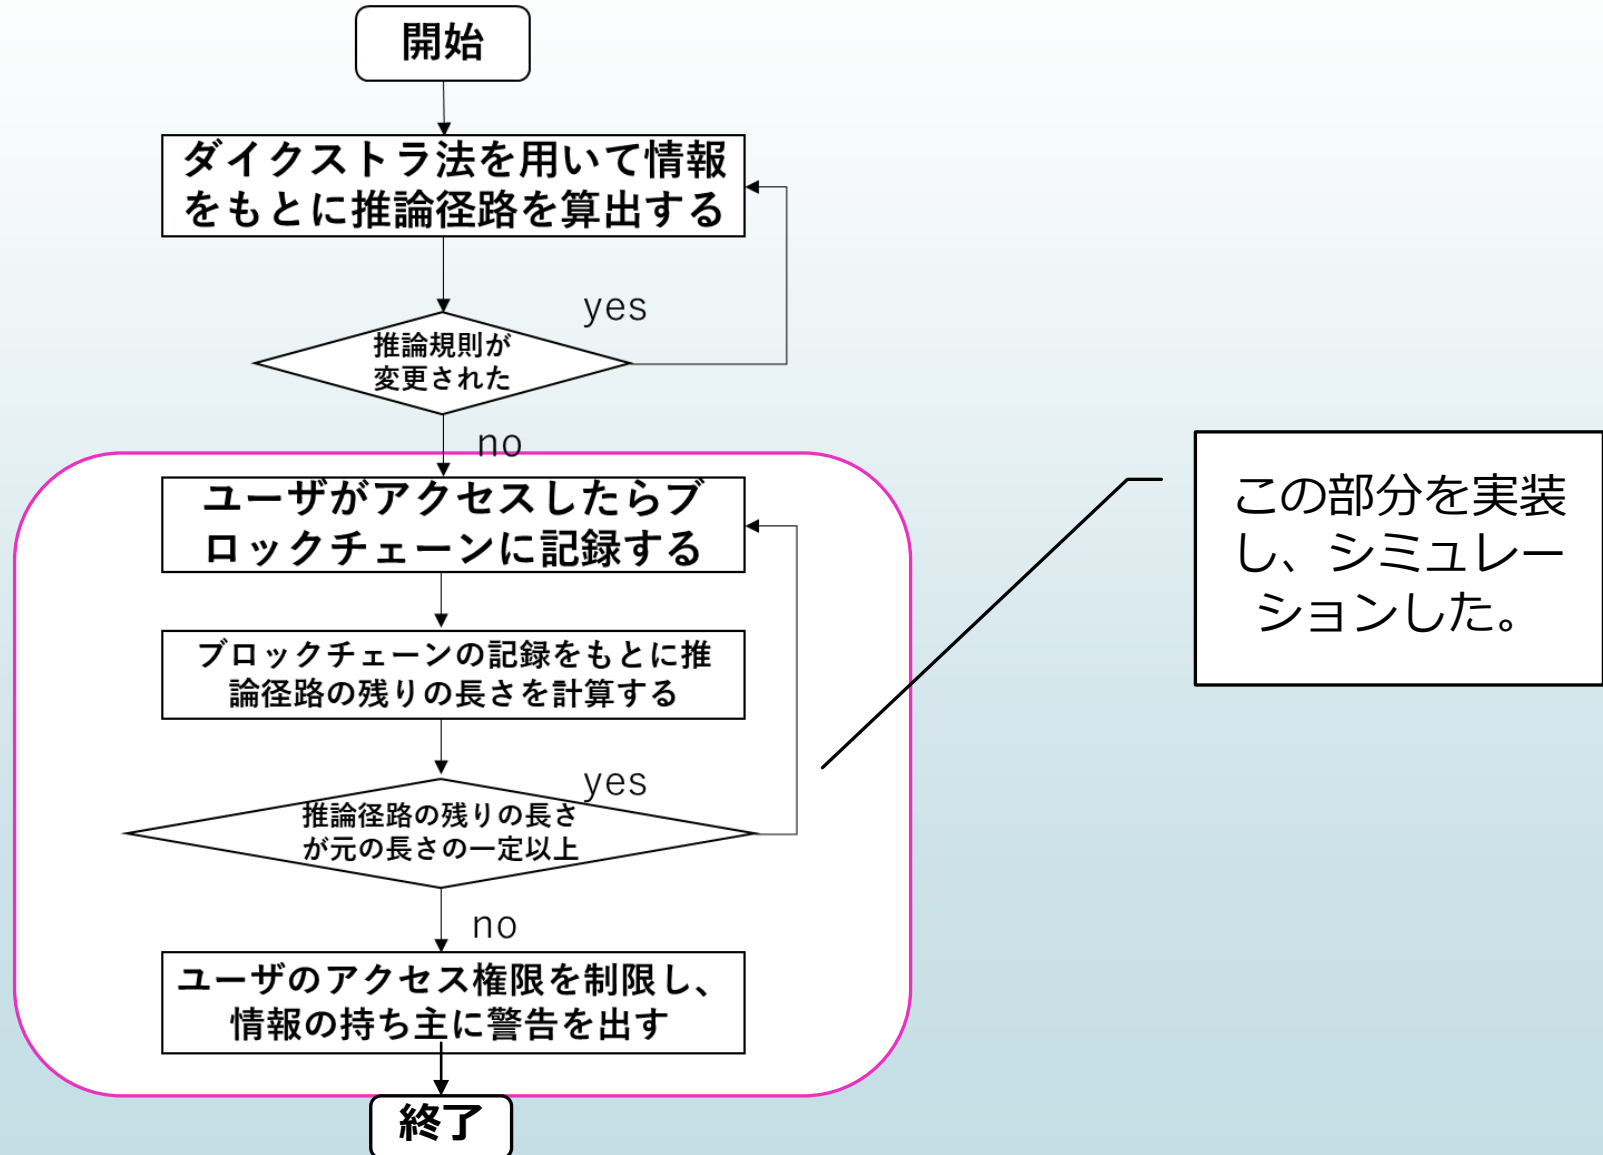 開始
ダイクストラ法を用いて情報
をもとに推論経路を算出する
yes
推論規則が
変更された
no
ユーザがアクセスしたらブ
ロックチェーンに記録する
この部分を実装
し、シミュレー
ションした。
ブロックチェーンの記録をもとに推
論径路の残りの長さを計算する
yes
推論径路の残りの長さ
が元の長さの一定以上
no
ユーザのアクセス権限を制限し、
情報の持ち主に警告を出す
終了